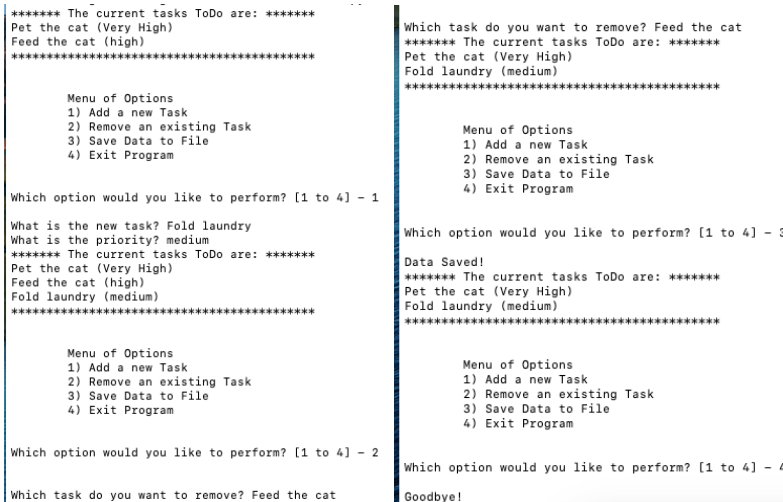 ******* The current tasks ToDo are: *******
Pet the cat (Very High)
Feed the cat (high)
*******************************************
Menu of Options
1) Add a new Task
2) Remove an existing Task
3) Save Data to File
4) Exit Program
Which option would you like to perform? [1 to 4] – 1
What is the new task? Fold laundry
What is the priority? medium
******* The current tasks ToDo are: *******
Pet the cat (Very High)
Feed the cat (high)
Fold laundry (medium)
*******************************************
Menu of Options
1) Add a new Task
2) Remove an existing Task
3) Save Data to File
4) Exit Program
Which option would you like to perform? [1 to 4] – 2
Which task do you want to remove? Feed the cat
Which task do you want to remove? Feed the cat
******* The current tasks ToDo are: *******
Pet the cat (Very High)
Fold laundry (medium)
*******************************************
Menu of Options
1) Add a new Task
2) Remove an existing Task
3) Save Data to File
4) Exit Program
Which option would you like to perform? [1 to 4] – 3
Data Saved!
******* The current tasks ToDo are: *******
Pet the cat (Very High)
Fold laundry (medium)
*******************************************
Menu of Options
1) Add a new Task
2) Remove an existing Task
3) Save Data to File
4) Exit Program
Which option would you like to perform? [1 to 4] – 4
Goodbye!